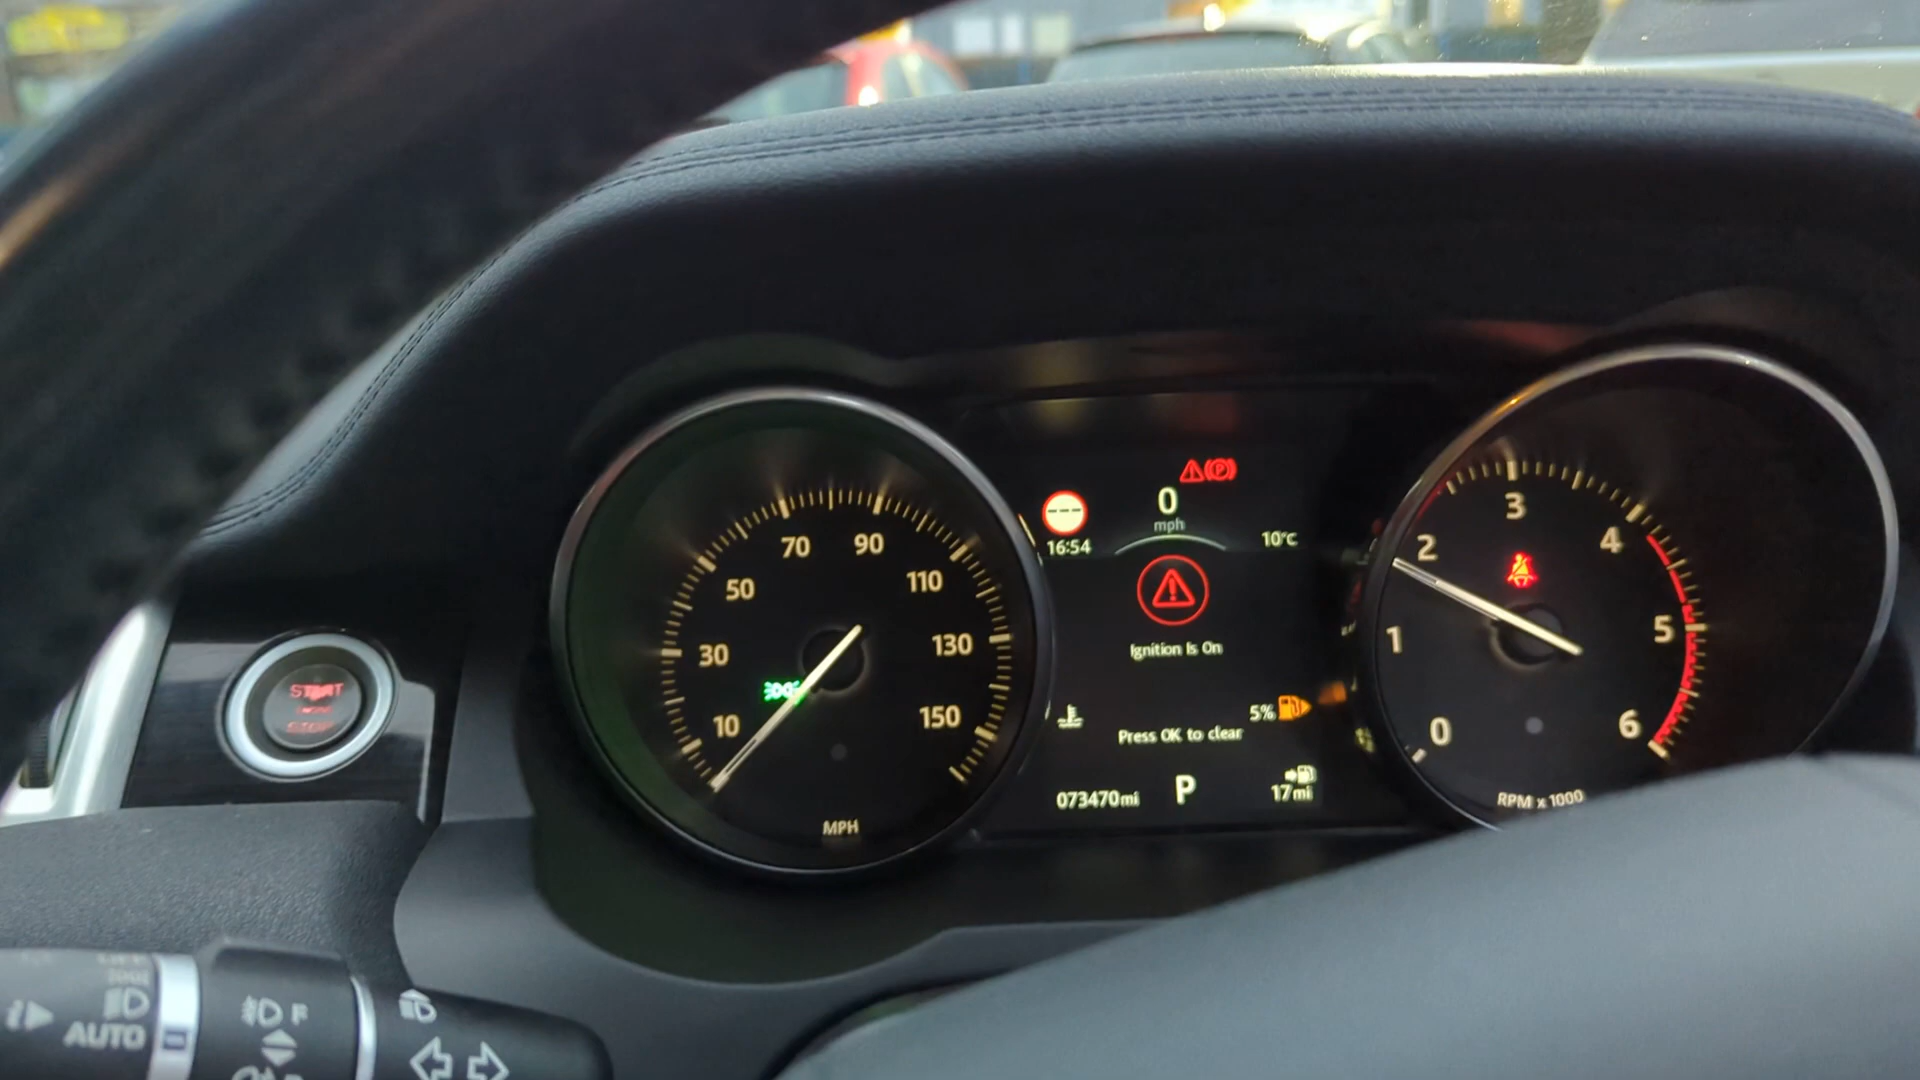 START
STOP
10
30
50
70
90
110
130
150
MPH
0
mph
16:54
10°C
Ignition Is On
5%
Press OK to clear
073470mi
P
17mi
0
1
2
3
4
5
6
RPM x 1000
P
AUTO
F